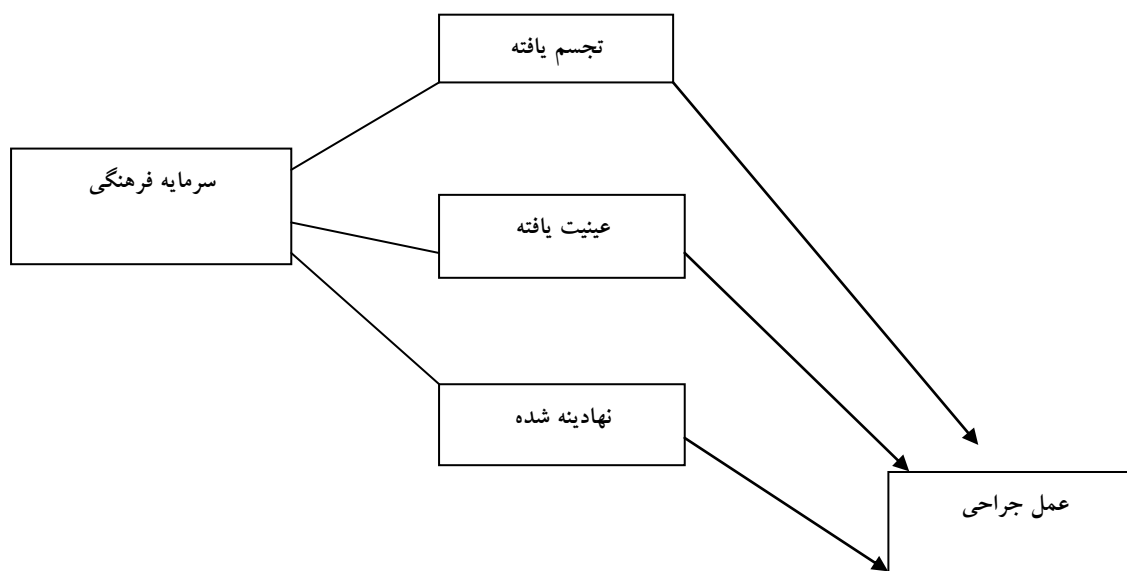 تجسم یافته
سرمایه فرهنگی
عینیت یافته
نهادینه شده
عمل جراحی